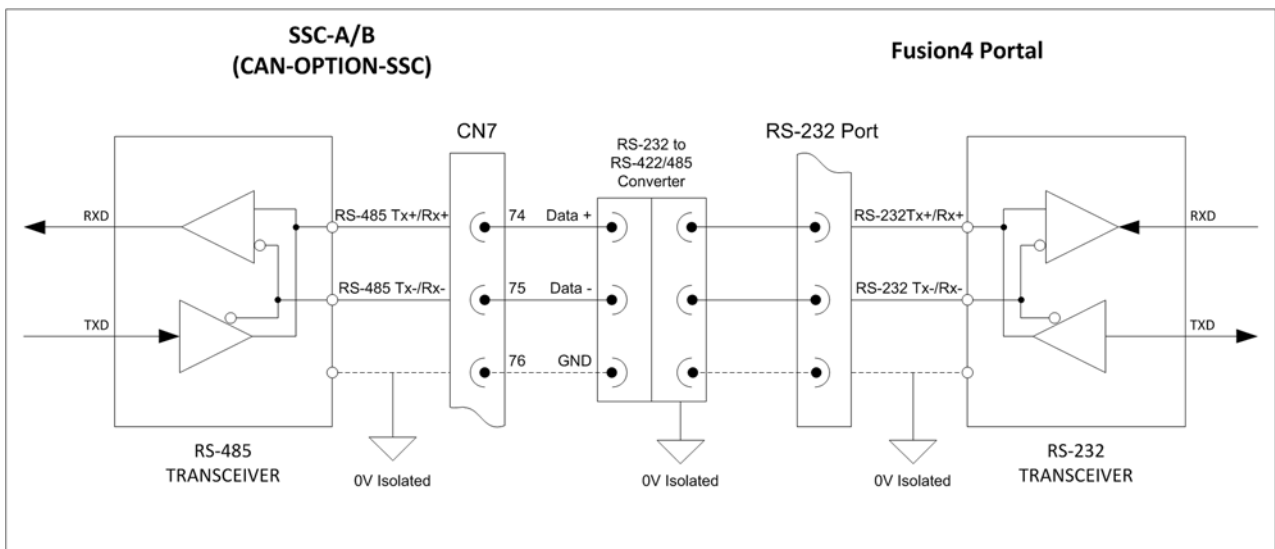 SSC-A/B
(CAN-OPTION-SSC)
Fusion4 Portal
CN7
RS-232 to
RS-422/485
Converter
RS-232 Port
RXD
RS-485 Tx+/Rx+
74
Data +
RS-232Tx+/Rx+
RXD
RS-485 Tx-/Rx-
75
Data -
RS-232 Tx-/Rx-
TXD
TXD
76
GND
RS-485
TRANSCEIVER
0V Isolated
0V Isolated
0V Isolated
RS-232
TRANSCEIVER